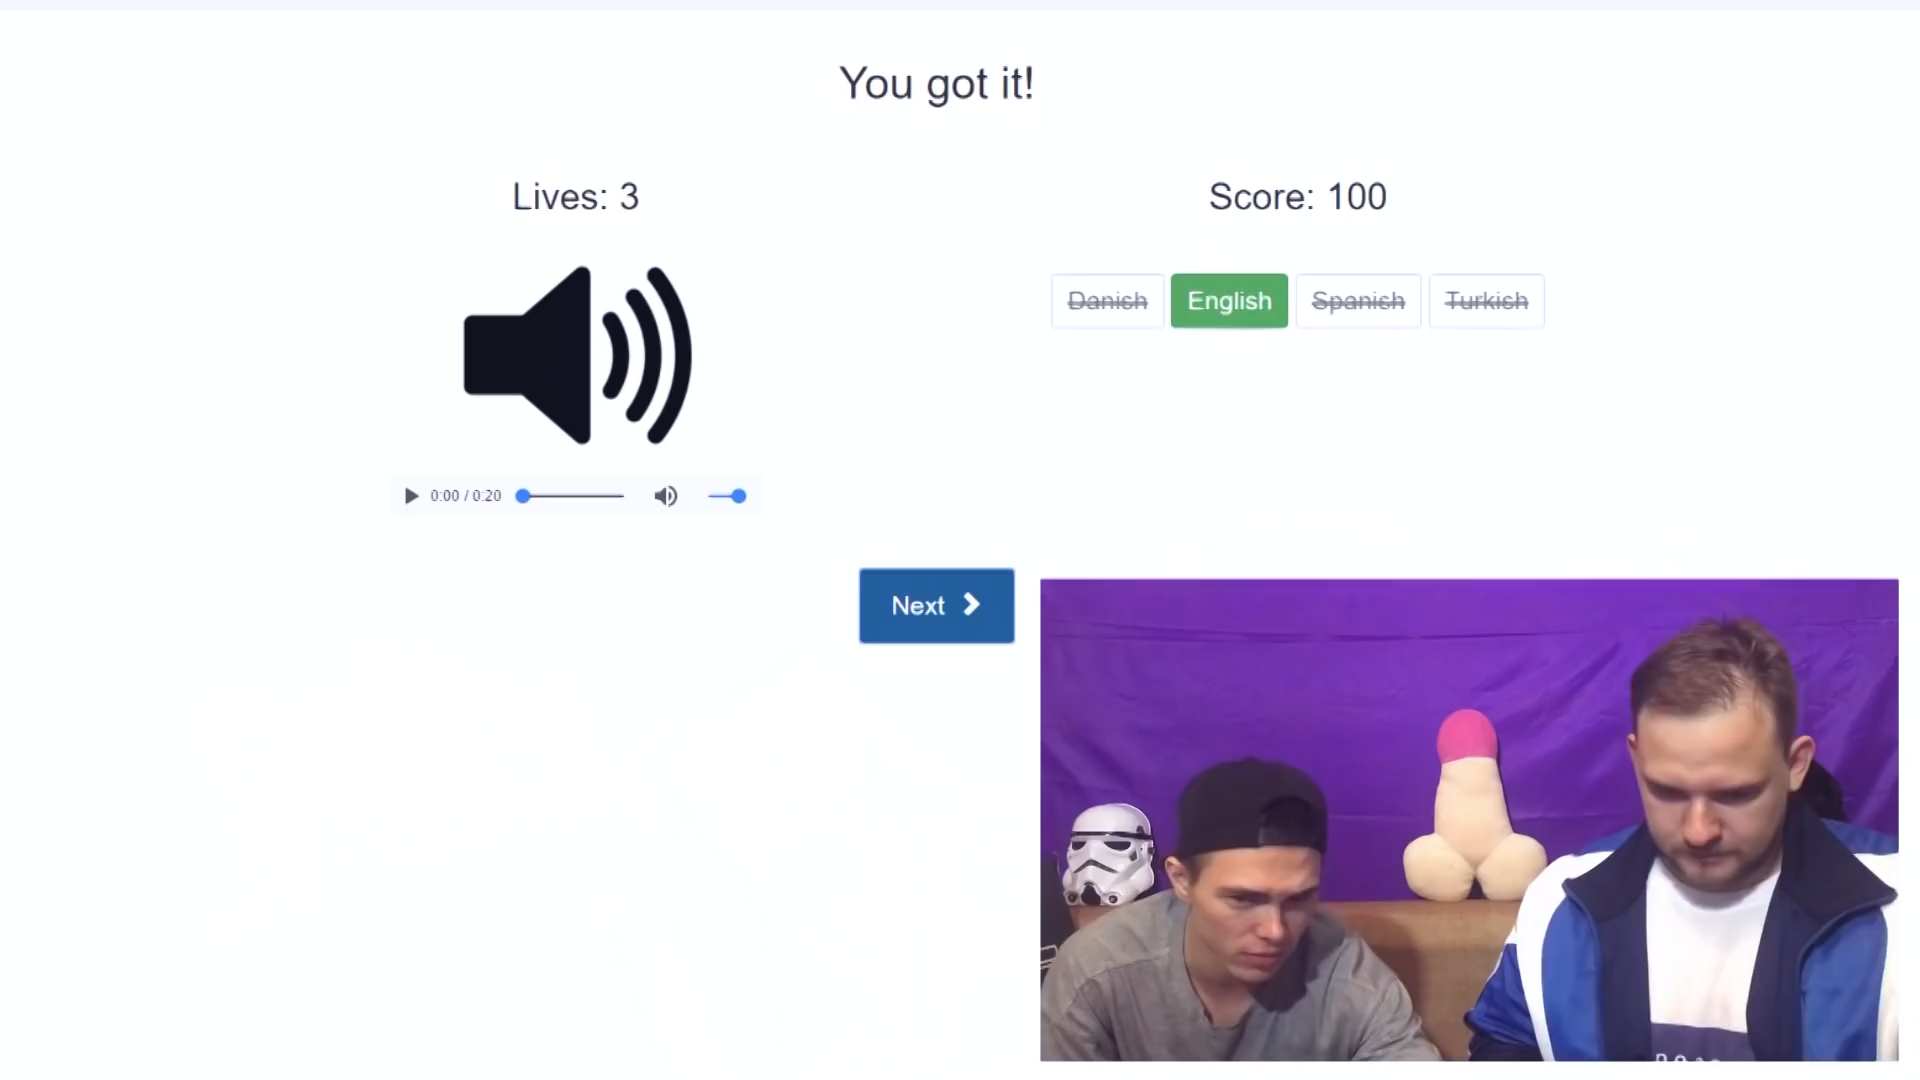 You got it!
Lives: 3
Score: 100
Danish English Spanish Turkish
0:00 / 0:20
Next